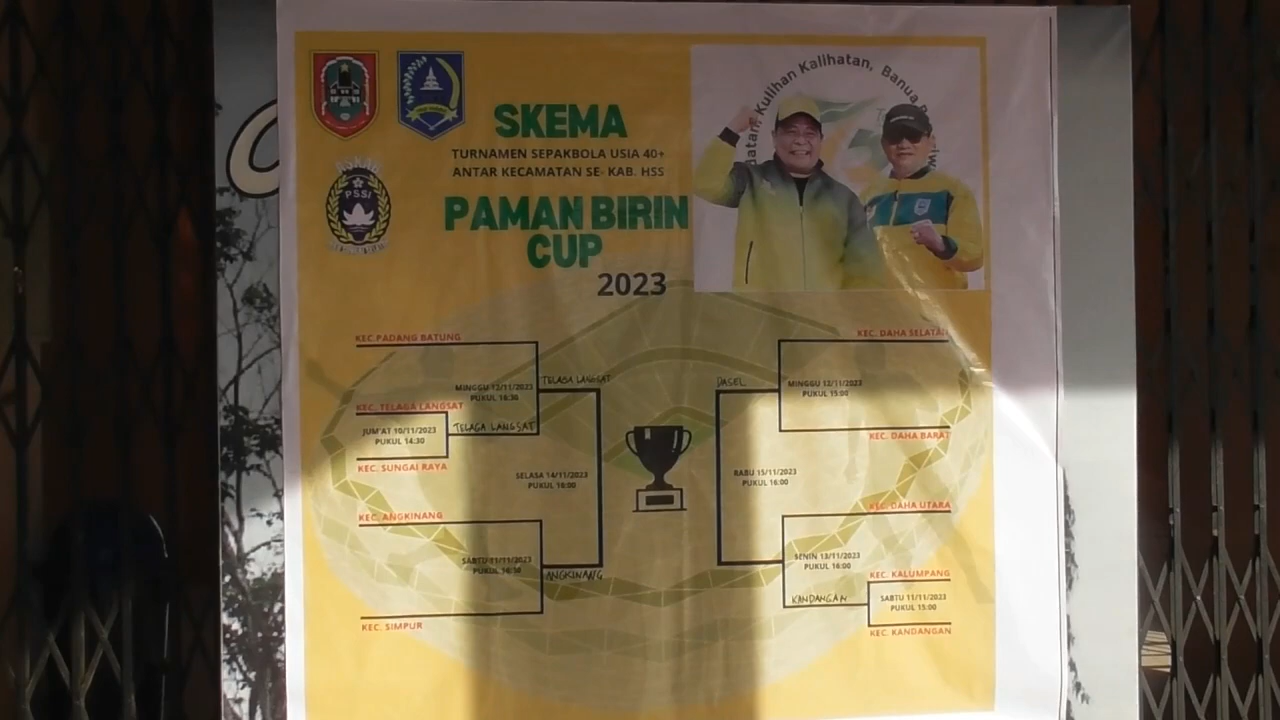 SKEMA
TURNAMEN SEPAKBOLA USIA 40+
ANTAR KECAMATAN SE- KAB. HSS
PAMAN BIRIN
CUP
2023
PSSI
Kulihan Kalihatan, Banua
KEC.PADANG BATUNG
MINGGU 12/11/2023
PUKUL 16:30
TELAGA LANGSAT
KEC. TELAGA LANGSAT
JUM'AT 10/11/2023
PUKUL 14:30
TELAGA LANGSAT
KEC. SUNGAI RAYA
SELASA 14/11/2023
PUKUL 16:00
KEC. ANGKINANG
SABTU 11/11/2023
PUKUL 16:30
ANGKINANG
KEC. SIMPUR
KEC. DAHA SELATAN
DASEL
MINGGU 12/11/2023
PUKUL 15:00
KEC. DAHA BARAT
RABU 15/11/2023
PUKUL 16:00
KEC. DAHA UTARA
SENIN 13/11/2023
PUKUL 16:00
KEC. KALUMPANG
KANDANGAN
SABTU 11/11/2023
PUKUL 15:00
KEC. KANDANGAN